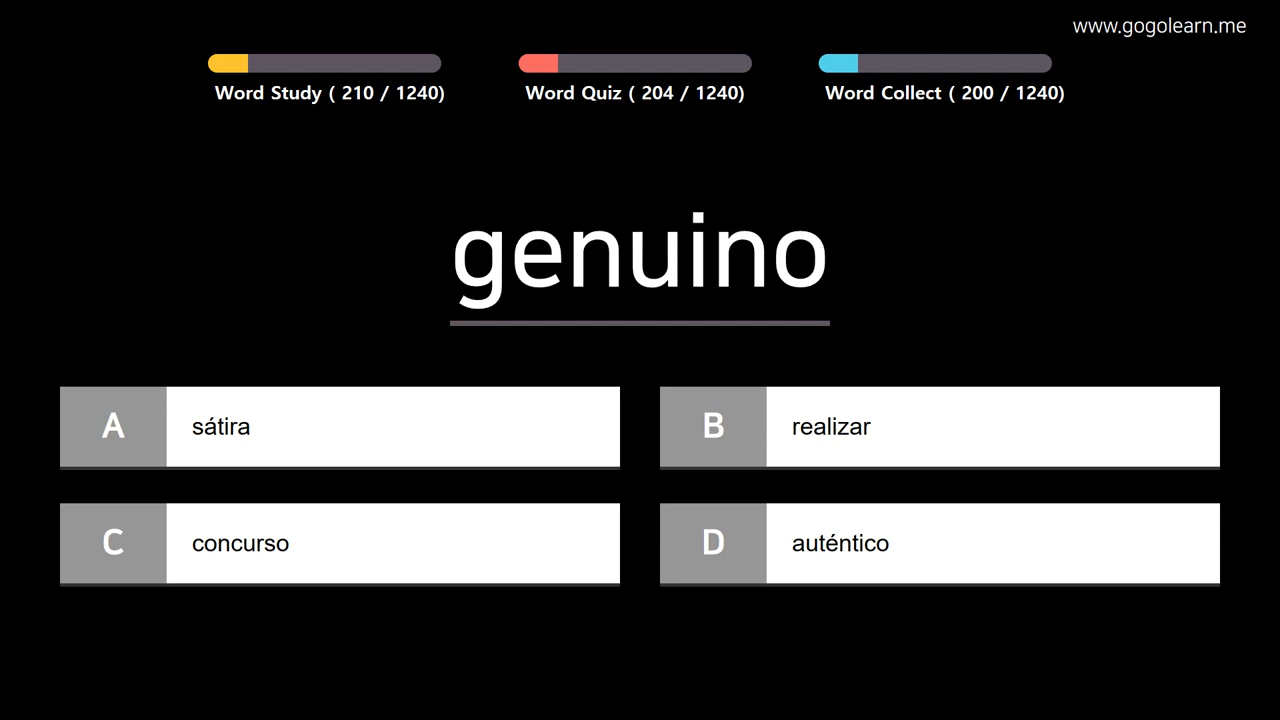 www.gogolearn.me
Word Study ( 210 / 1240)
Word Quiz ( 204 / 1240)
Word Collect ( 200 / 1240)
genuino
A sátira
B realizar
C concurso
D auténtico